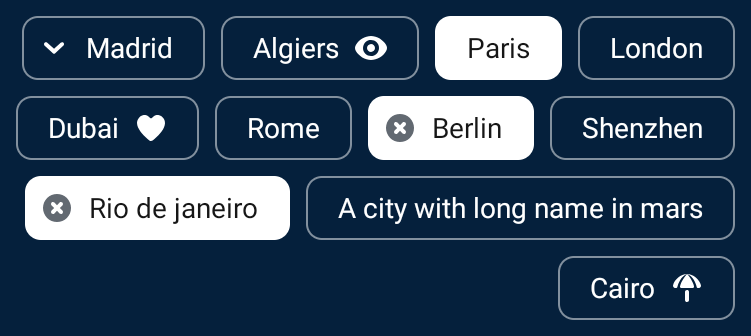 Madrid Algiers Paris London
Dubai Rome Berlin Shenzhen
Rio de janeiro A city with long name in mars
Cairo